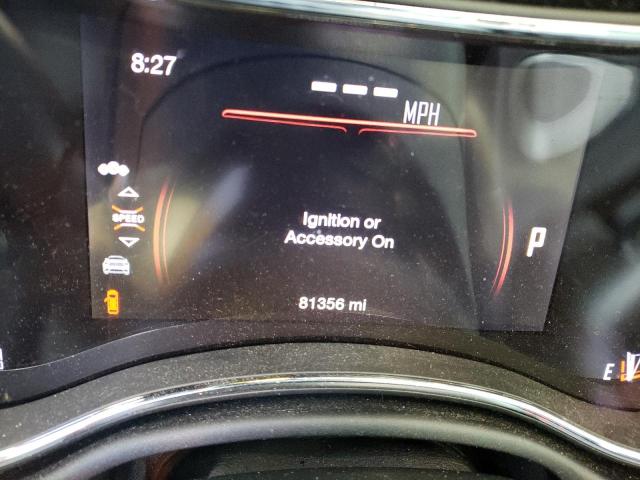 8:27
--- MPH
SPEED
Ignition or
Accessory On
P
81356 mi
E